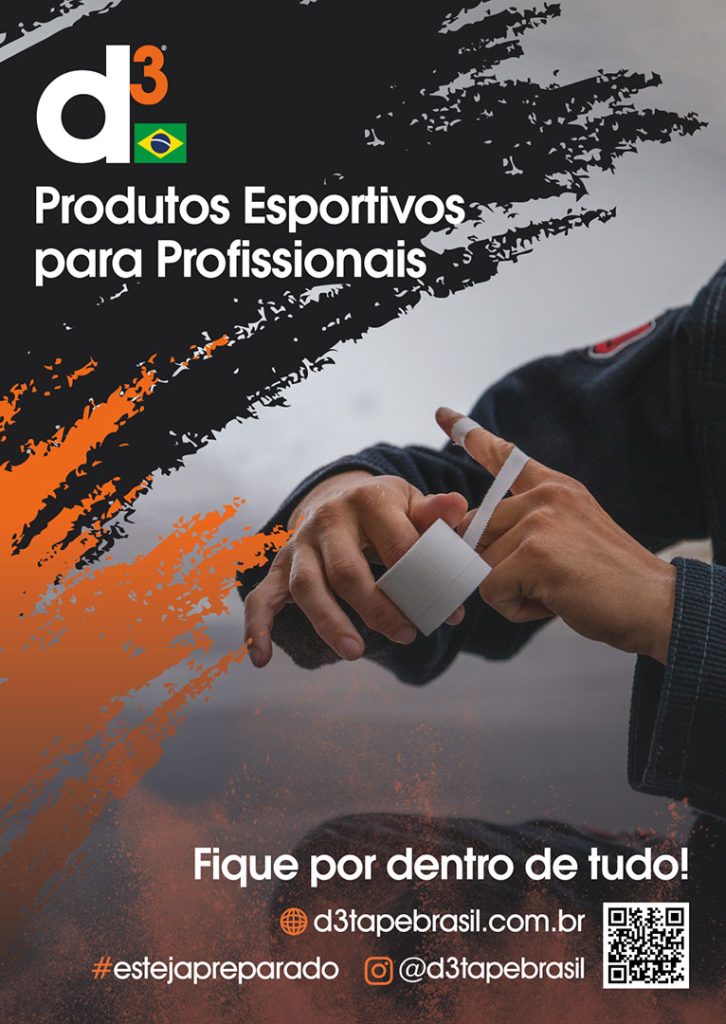 d3®
Produtos Esportivos
para Profissionais
Fique por dentro de tudo!
d3tapebrasil.com.br
#estejapreparado @d3tapebrasil